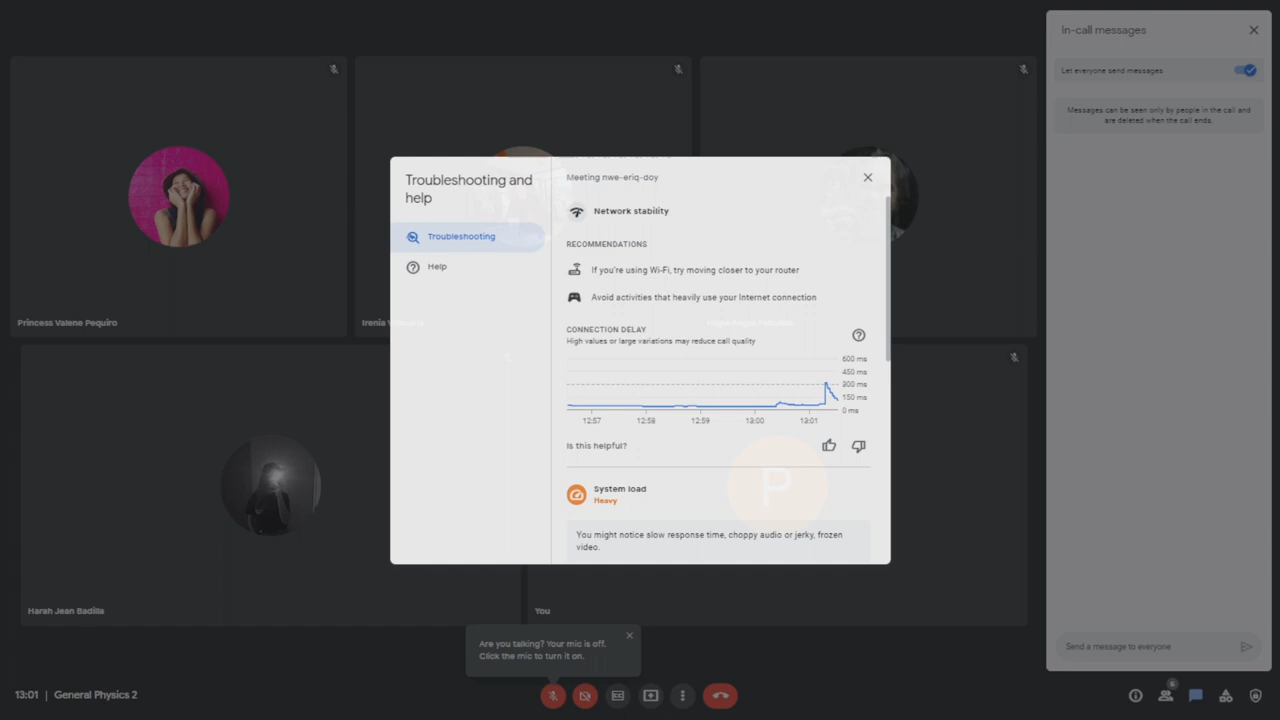 In-call messages
Let everyone send messages
Messages can be seen only by people in the call and
are deleted when the call ends.
Send a message to everyone
Princess Valene Pequiro
Irenia
Harah Jean Badilla
You
Troubleshooting and
help
Troubleshooting
Help
Meeting nwe-eriq-doy
Network stability
RECOMMENDATIONS
If you're using Wi-Fi, try moving closer to your router
Avoid activities that heavily use your Internet connection
CONNECTION DELAY
High values or large variations may reduce call quality
600 ms
450 ms
300 ms
150 ms
0 ms
12:57 12:58 12:59 13:00 13:01
Is this helpful?
System load
Heavy
P
You might notice slow response time, choppy audio or jerky, frozen
video.
Are you talking? Your mic is off.
Click the mic to turn it on.
13:01 | General Physics 2
6